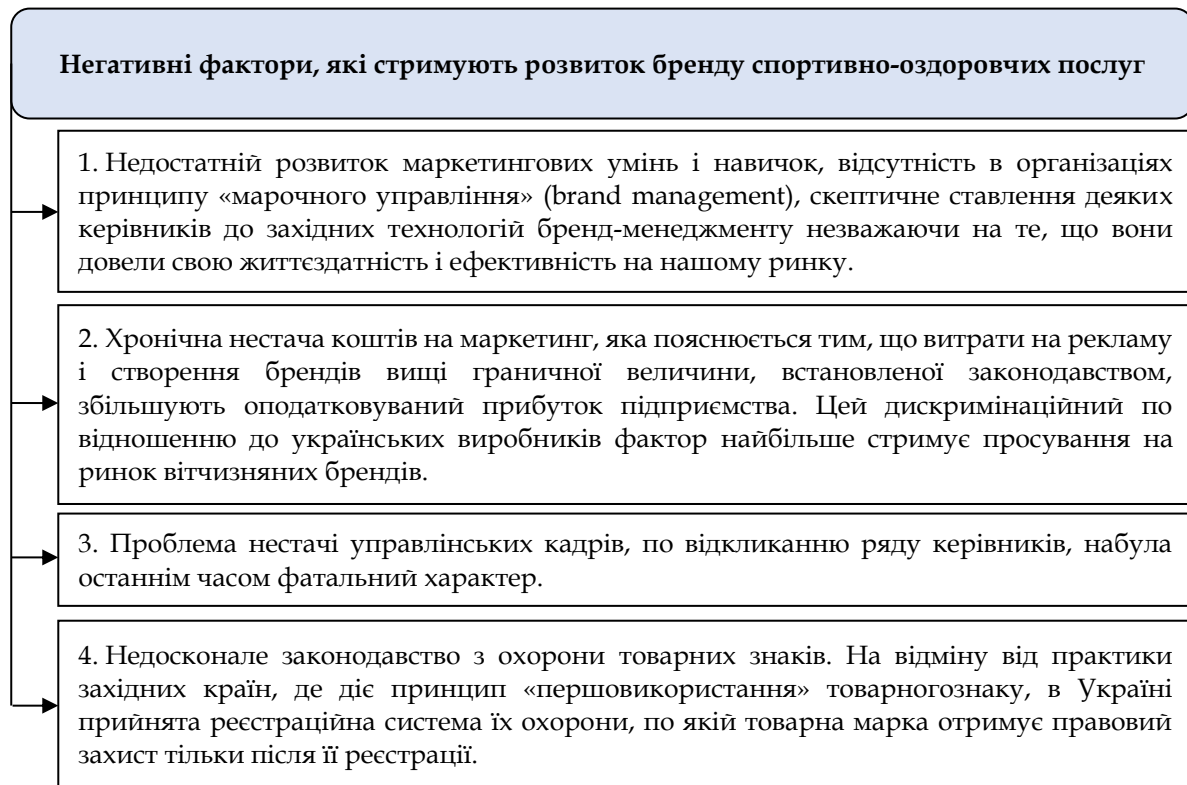 Негативні фактори, які стримують розвиток бренду спортивно-оздоровчих послуг
1. Недостатній розвиток маркетингових умінь і навичок, відсутність в організаціях
принципу «марочного управління» (brand management), скептичне ставлення деяких
керівників до західних технологій бренд-менеджменту незважаючи на те, що вони
довели свою життєздатність і ефективність на нашому ринку.
2. Хронічна нестача коштів на маркетинг, яка пояснюється тим, що витрати на рекламу
і створення брендів вищі граничної величини, встановленої законодавством,
збільшують оподатковуваний прибуток підприємства. Цей дискримінаційний по
відношенню до українських виробників фактор найбільше стримує просування на
ринок вітчизняних брендів.
3. Проблема нестачі управлінських кадрів, по відкликанню ряду керівників, набула
останнім часом фатальний характер.
4. Недосконале законодавство з охорони товарних знаків. На відміну від практики
західних країн, де діє принцип «першовикористання» товарногознаку, в Україні
прийнята реєстраційна система їх охорони, по якій товарна марка отримує правовий
захист тільки після її реєстрації.